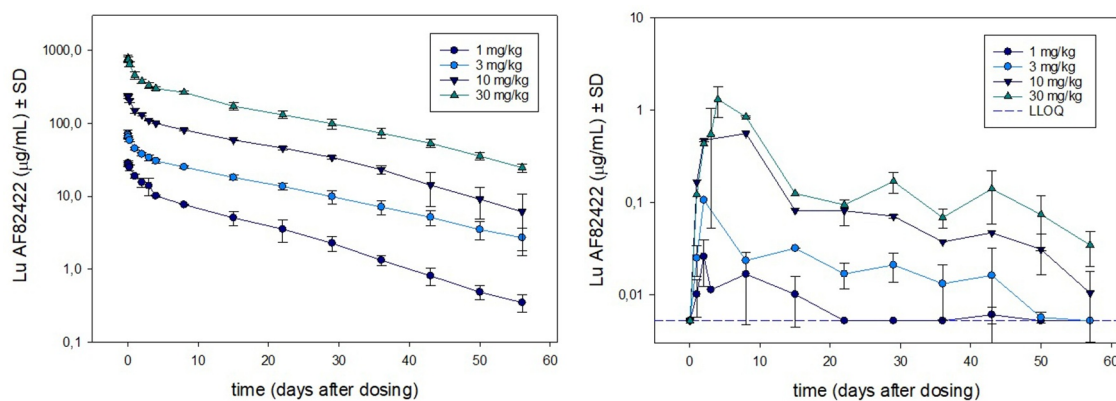 Lu AF82422 (µg/mL) ± SD
1000,0
100,0
10,0
1,0
0,1
0
10
20
30
40
50
60
time (days after dosing)
1 mg/kg
3 mg/kg
10 mg/kg
30 mg/kg
Lu AF82422 (µg/mL) ± SD
10
1
0,1
0,01
0
10
20
30
40
50
60
time (days after dosing)
1 mg/kg
3 mg/kg
10 mg/kg
30 mg/kg
LLOQ